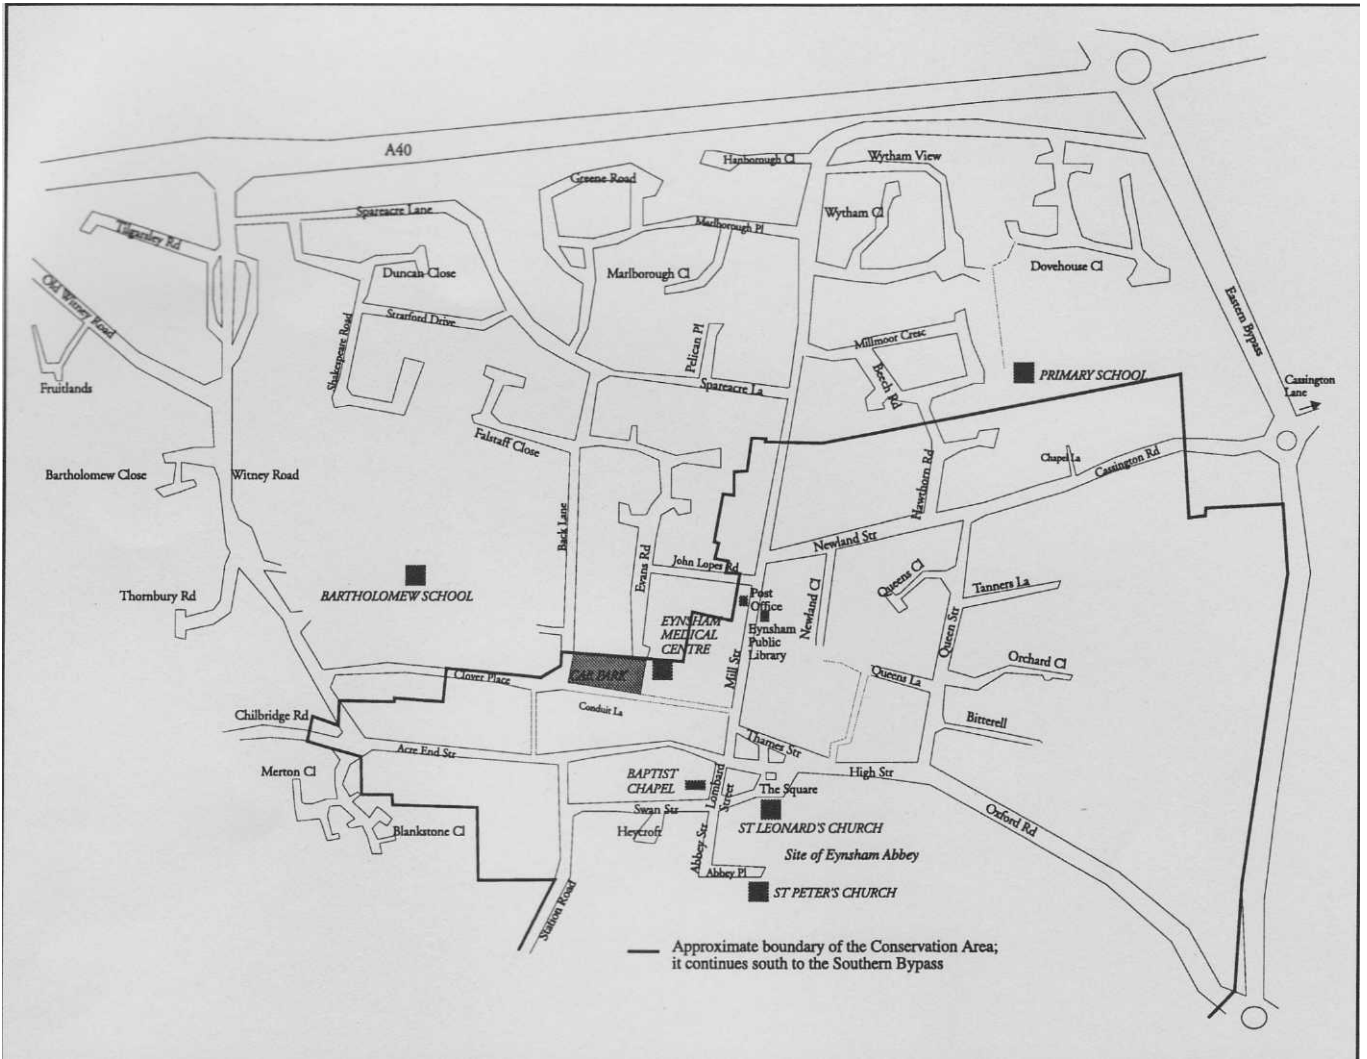 A40
Hanborough Cl
Wytham View
Greene Road
Spareacre Lane
Marlborough Pl
Wytham Cl
Tilgarsley Rd
Duncan Close
Marlborough Cl
Dovehouse Cl
Old Witney Road
Eastern Bypass
Stratford Drive
Shakespeare Road
Pelican Pl
Millmoor Cresc
Fruitlands
Beech Rd
PRIMARY SCHOOL
Cassington
Lane
Spareacre La
Falstaff Close
Bartholomew Close
Witney Road
Chapel La
Cassington Rd
Hawthorn Rd
Back Lane
Newland Str
John Lopes Rd
Evans Rd
Queens Cl
Tanners La
Thornbury Rd
BARTHOLOMEW SCHOOL
Post
Office
Newland Cl
EYNSHAM
MEDICAL
CENTRE
Eynsham
Public
Library
Queen Str
Orchard Cl
Mill Str
Clover Place
CAR PARK
Queens La
Conduit La
Chilbridge Rd
Bitterell
Acre End Str
Thames Str
Merton Cl
BAPTIST
CHAPEL
Lombard
Street
High Str
The Square
Swan Str
Oxford Rd
Blankstone Cl
Heycroft
Abbey Str
ST LEONARD'S CHURCH
Site of Eynsham Abbey
Abbey Pl
ST PETER'S CHURCH
Station Road
Approximate boundary of the Conservation Area;
it continues south to the Southern Bypass